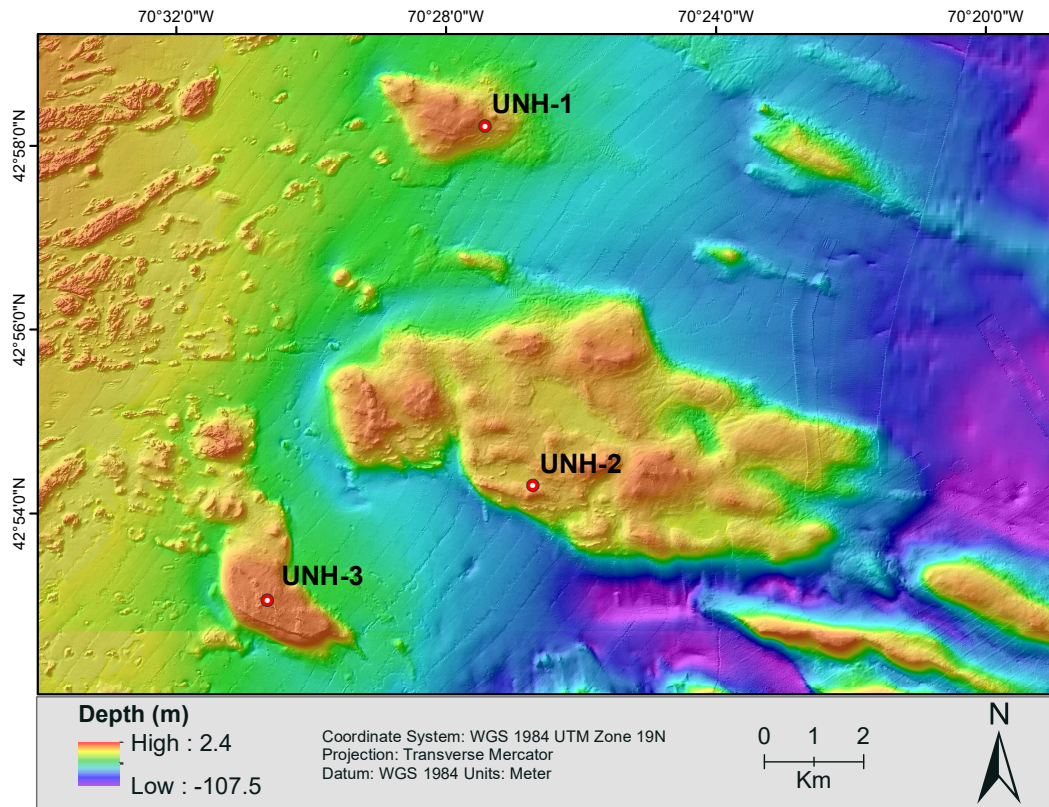 70°32'0"W 70°28'0"W 70°24'0"W 70°20'0"W
42°58'0"N
42°56'0"N
42°54'0"N
UNH-1
UNH-2
UNH-3
Depth (m)
High : 2.4
Low : -107.5
Coordinate System: WGS 1984 UTM Zone 19N
Projection: Transverse Mercator
Datum: WGS 1984 Units: Meter
0 1 2
Km
N